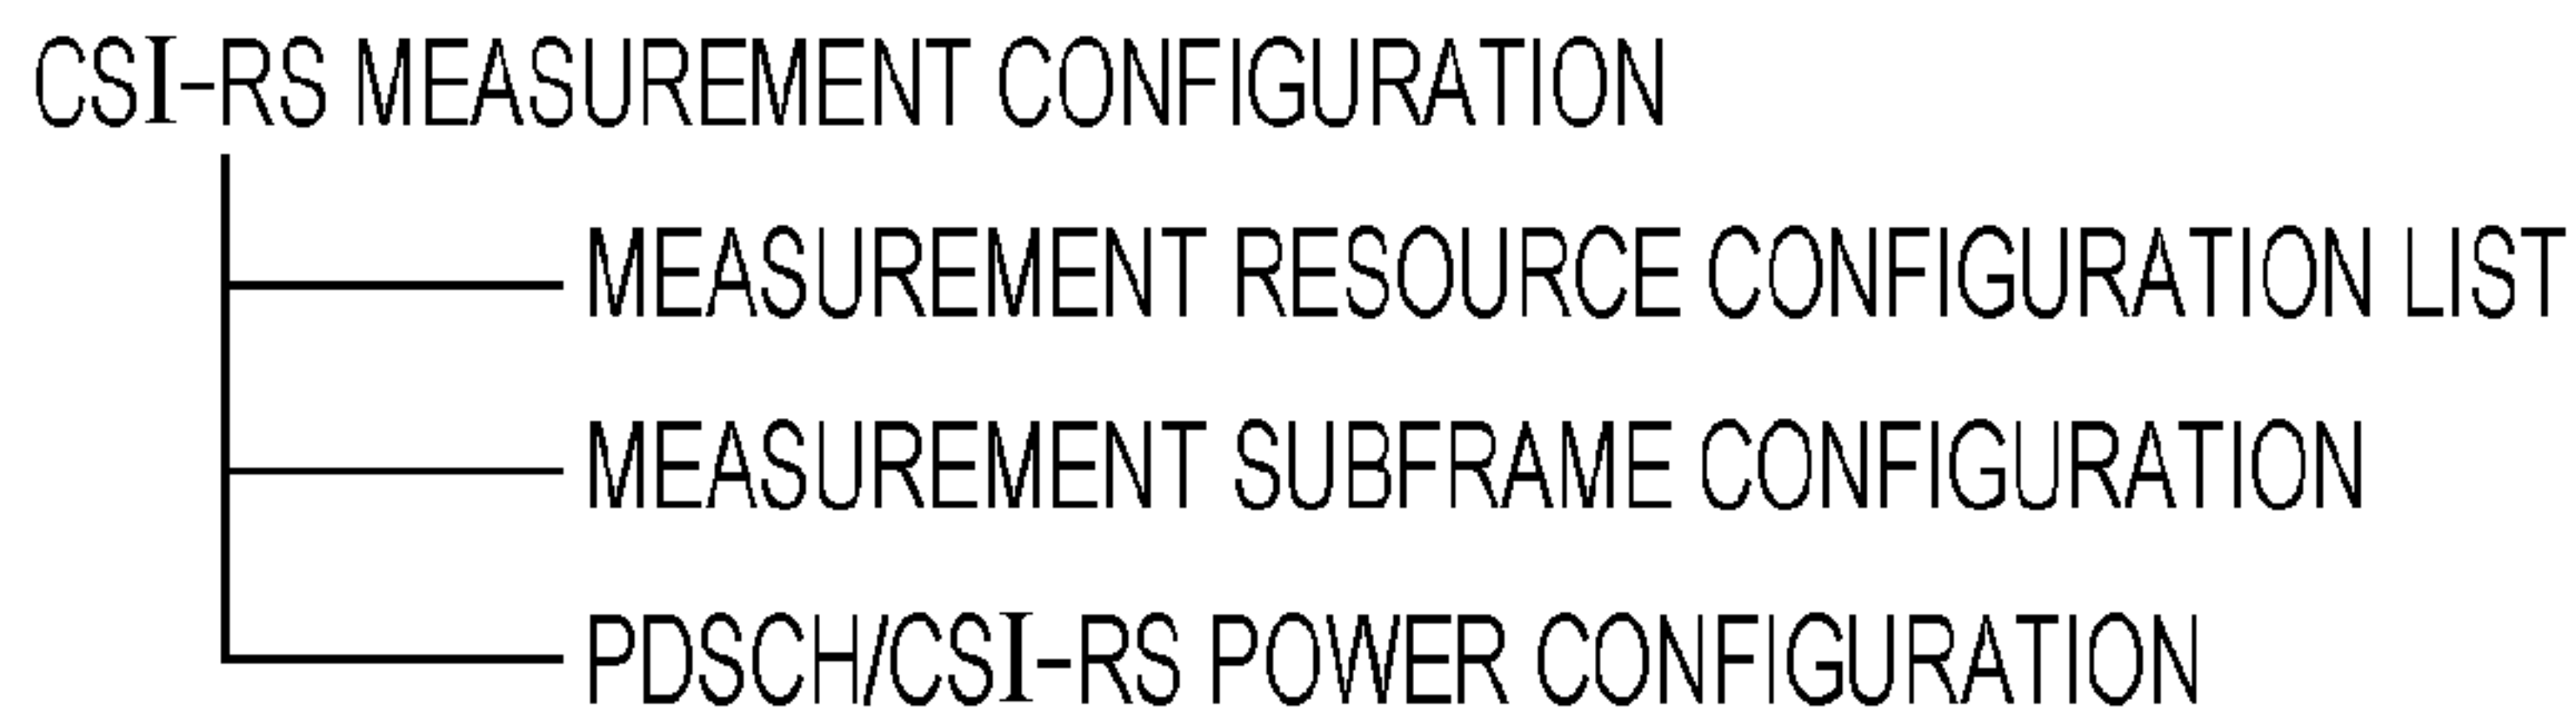 CSI-RS MEASUREMENT CONFIGURATION
MEASUREMENT RESOURCE CONFIGURATION LIST
MEASUREMENT SUBFRAME CONFIGURATION
PDSCH/CSI-RS POWER CONFIGURATION